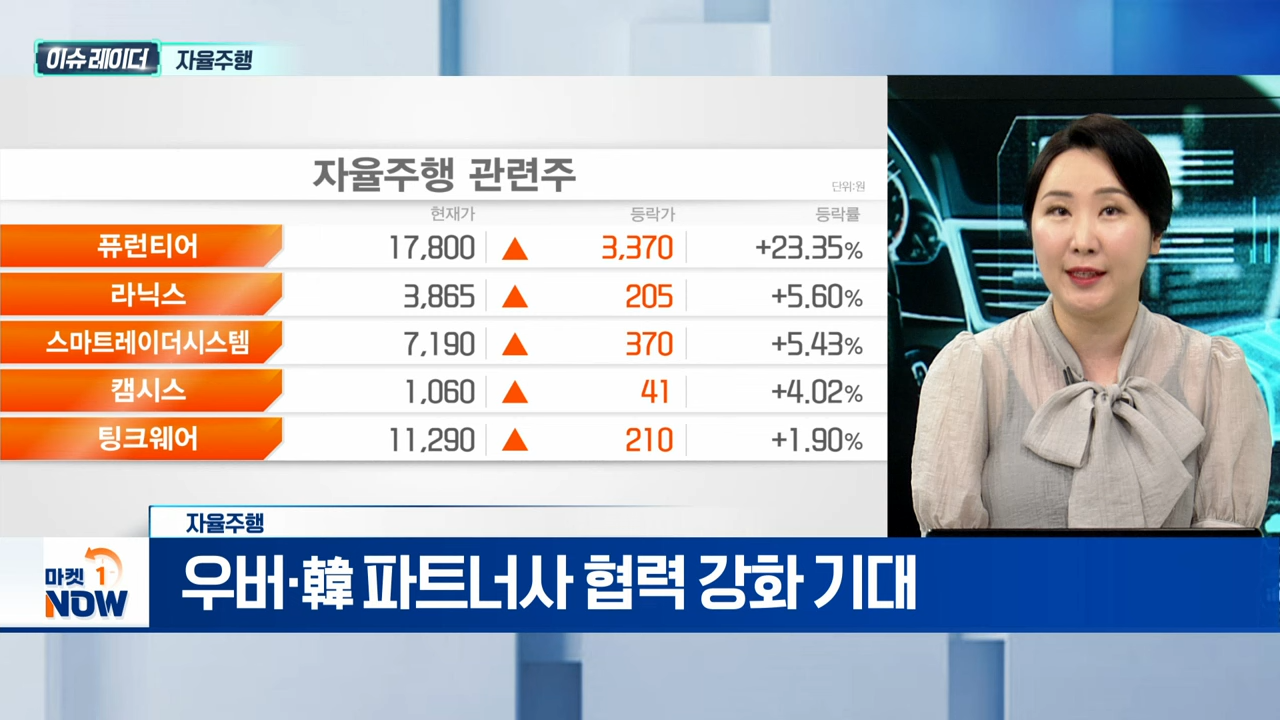 이슈 레이더 자율주행
자율주행 관련주
단위:원
현재가 등락가 등락률
퓨런티어 17,800 ▲ 3,370 +23.35%
라닉스 3,865 ▲ 205 +5.60%
스마트레이더시스템 7,190 ▲ 370 +5.43%
캠시스 1,060 ▲ 41 +4.02%
팅크웨어 11,290 ▲ 210 +1.90%
자율주행
마켓 1
NOW
우버·韓 파트너사 협력 강화 기대